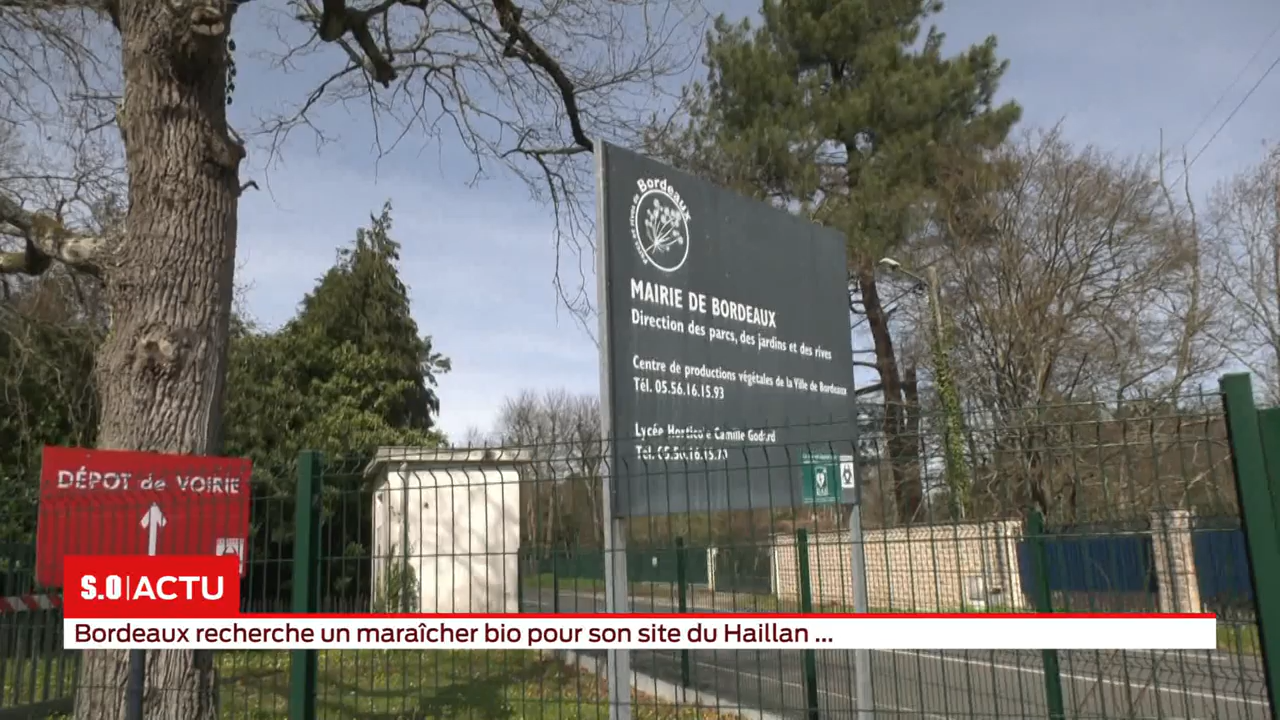 Bordeaux
MAIRIE DE BORDEAUX
Direction des parcs, des jardins et des rives
Centre de productions végétales de la Ville de Bordeaux
Tél. 05.56.16.15.93
Lycée Horticole Camille Godard
DÉPOT de VOIRIE
S.O ACTU
Bordeaux recherche un maraîcher bio pour son site du Haillan ...